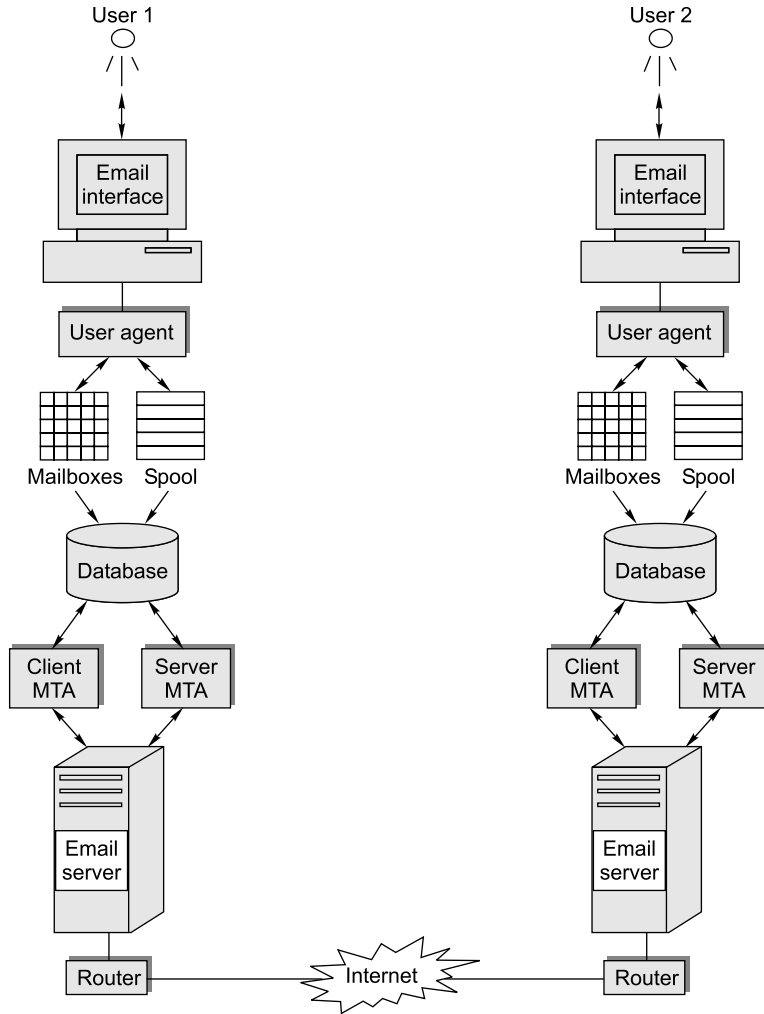 User 1
User 2
Email
interface
Email
interface
User agent
User agent
Mailboxes
Spool
Mailboxes
Spool
Database
Database
Client
MTA
Server
MTA
Client
MTA
Server
MTA
Email
server
Email
server
Router
Internet
Router